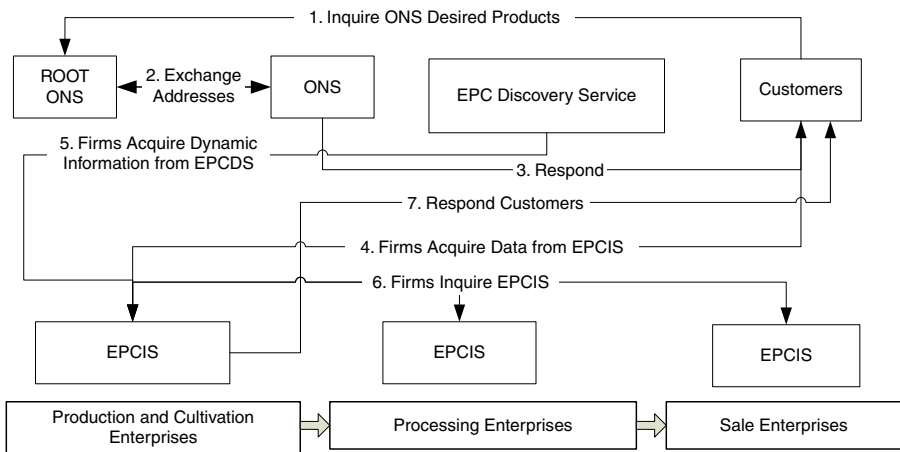 1. Inquire ONS Desired Products
ROOT
ONS
2. Exchange
Addresses
ONS
EPC Discovery Service
Customers
5. Firms Acquire Dynamic
Information from EPCDS
3. Respond
7. Respond Customers
4. Firms Acquire Data from EPCIS
6. Firms Inquire EPCIS
EPCIS
EPCIS
EPCIS
Production and Cultivation
Enterprises
Processing Enterprises
Sale Enterprises